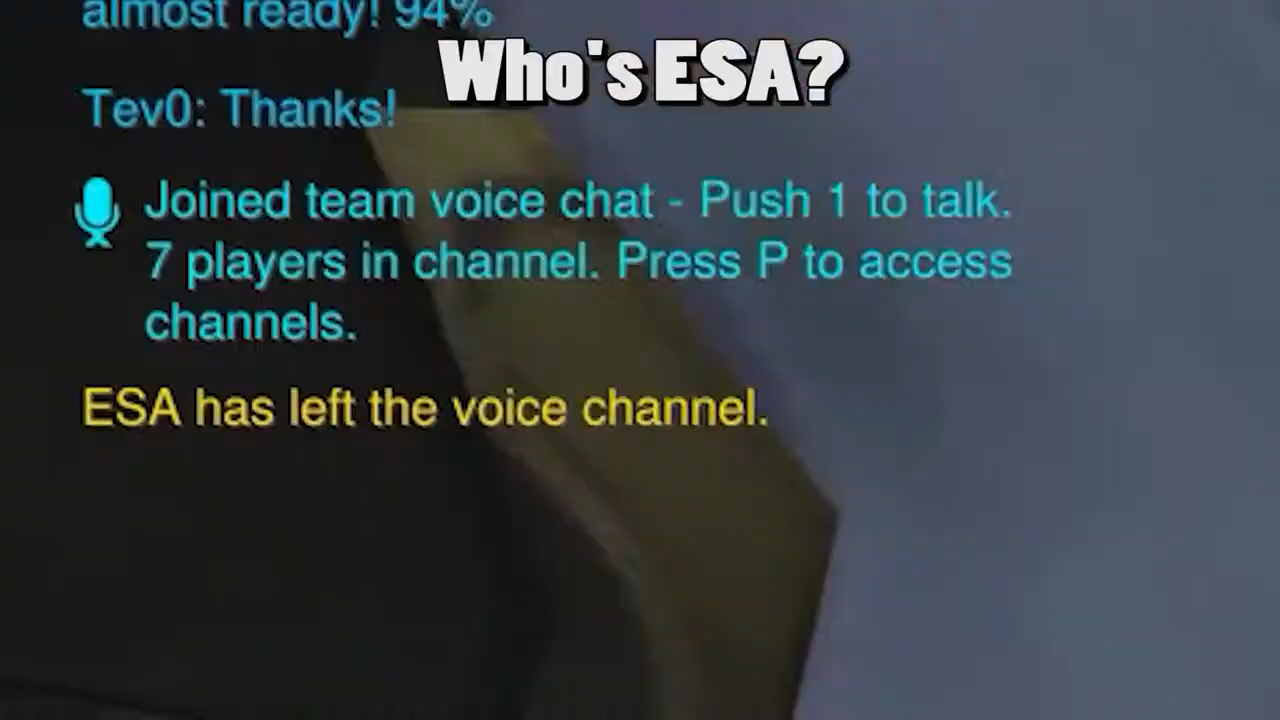 almost ready! 94%
Who's ESA?
Tev0: Thanks!
Joined team voice chat - Push 1 to talk.
7 players in channel. Press P to access
channels.
ESA has left the voice channel.